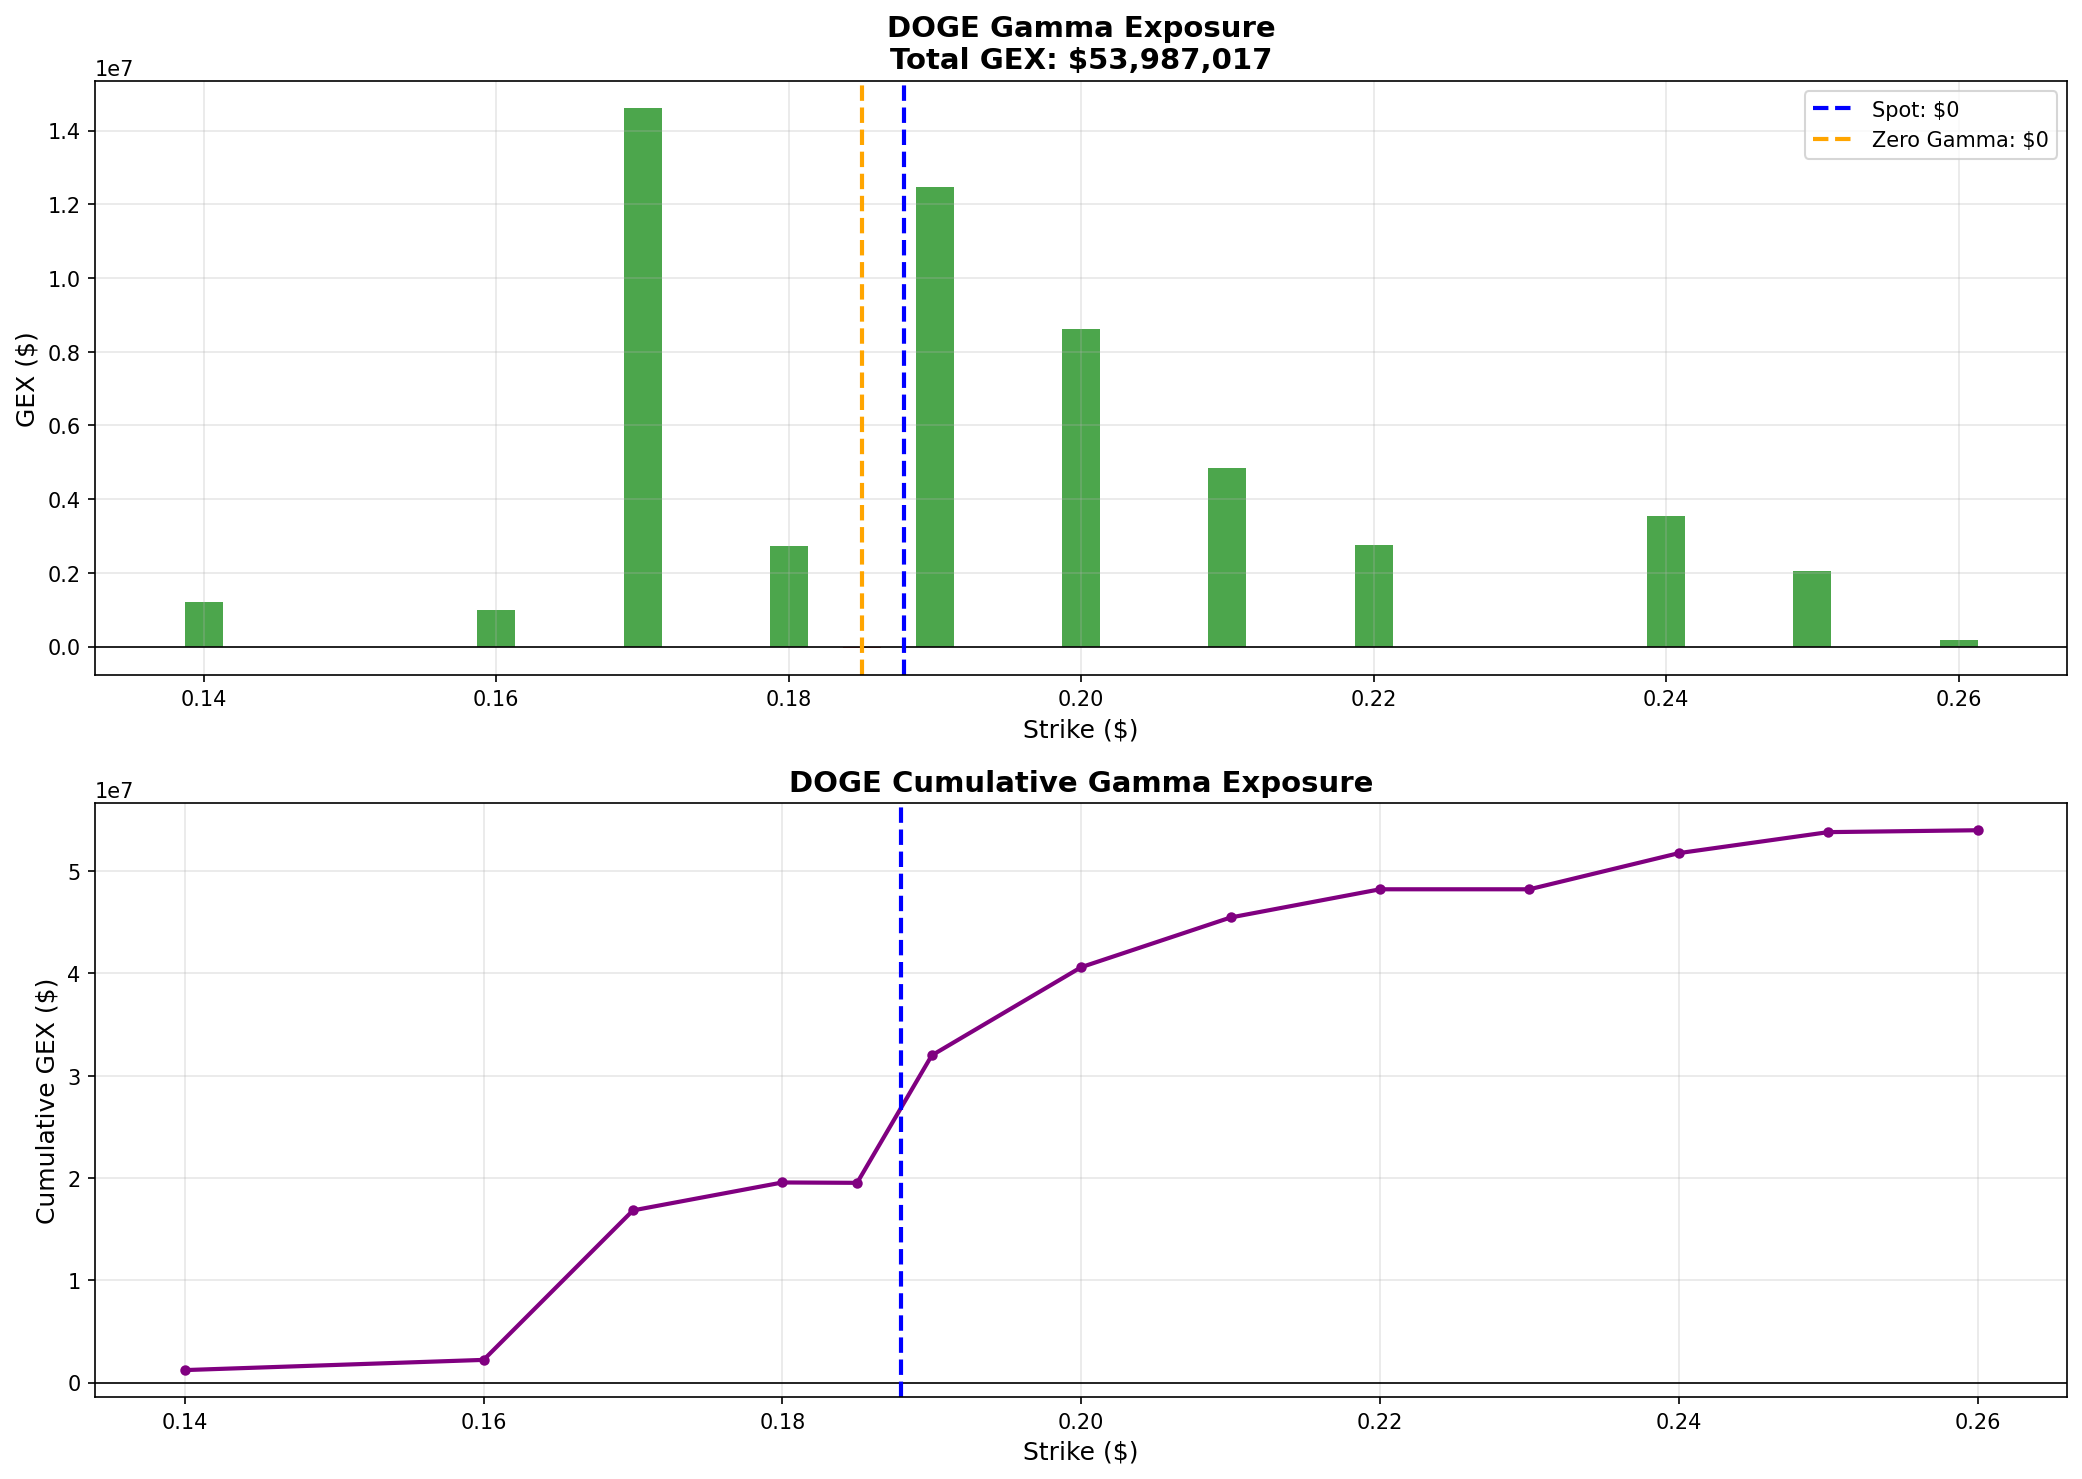 DOGE Gamma Exposure
Total GEX: $53,987,017
1e7
Spot: $0
Zero Gamma: $0
1.4
1.2
1.0
0.8
0.6
0.4
0.2
0.0
GEX ($)
0.14 0.16 0.18 0.20 0.22 0.24 0.26
Strike ($)
DOGE Cumulative Gamma Exposure
1e7
5
4
3
2
1
0
Cumulative GEX ($)
0.14 0.16 0.18 0.20 0.22 0.24 0.26
Strike ($)